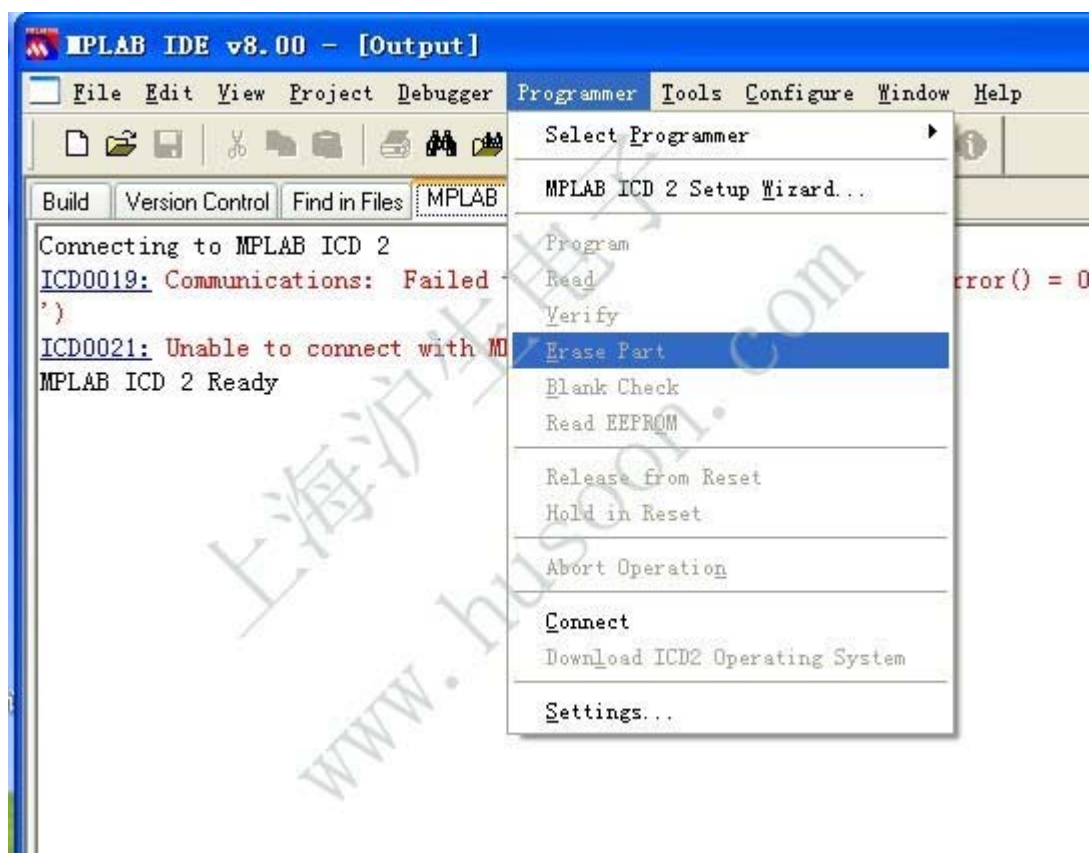 MPLAB IDE v8.00 - [Output]
File Edit View Project Debugger Programmer Tools Configure Window Help
Select Programmer
Build Version Control Find in Files MPLAB
MPLAB ICD 2 Setup Wizard...
Connecting to MPLAB ICD 2
Program
ICD0019: Communications: Failed
Read
rror() = 0
')
Verify
ICD0021: Unable to connect with
Erase Part
MPLAB ICD 2 Ready
Blank Check
Read EEPROM
Release from Reset
Hold in Reset
Abort Operation
Connect
Download ICD2 Operating System
Settings...
上海沪生电子
www.husoon.com